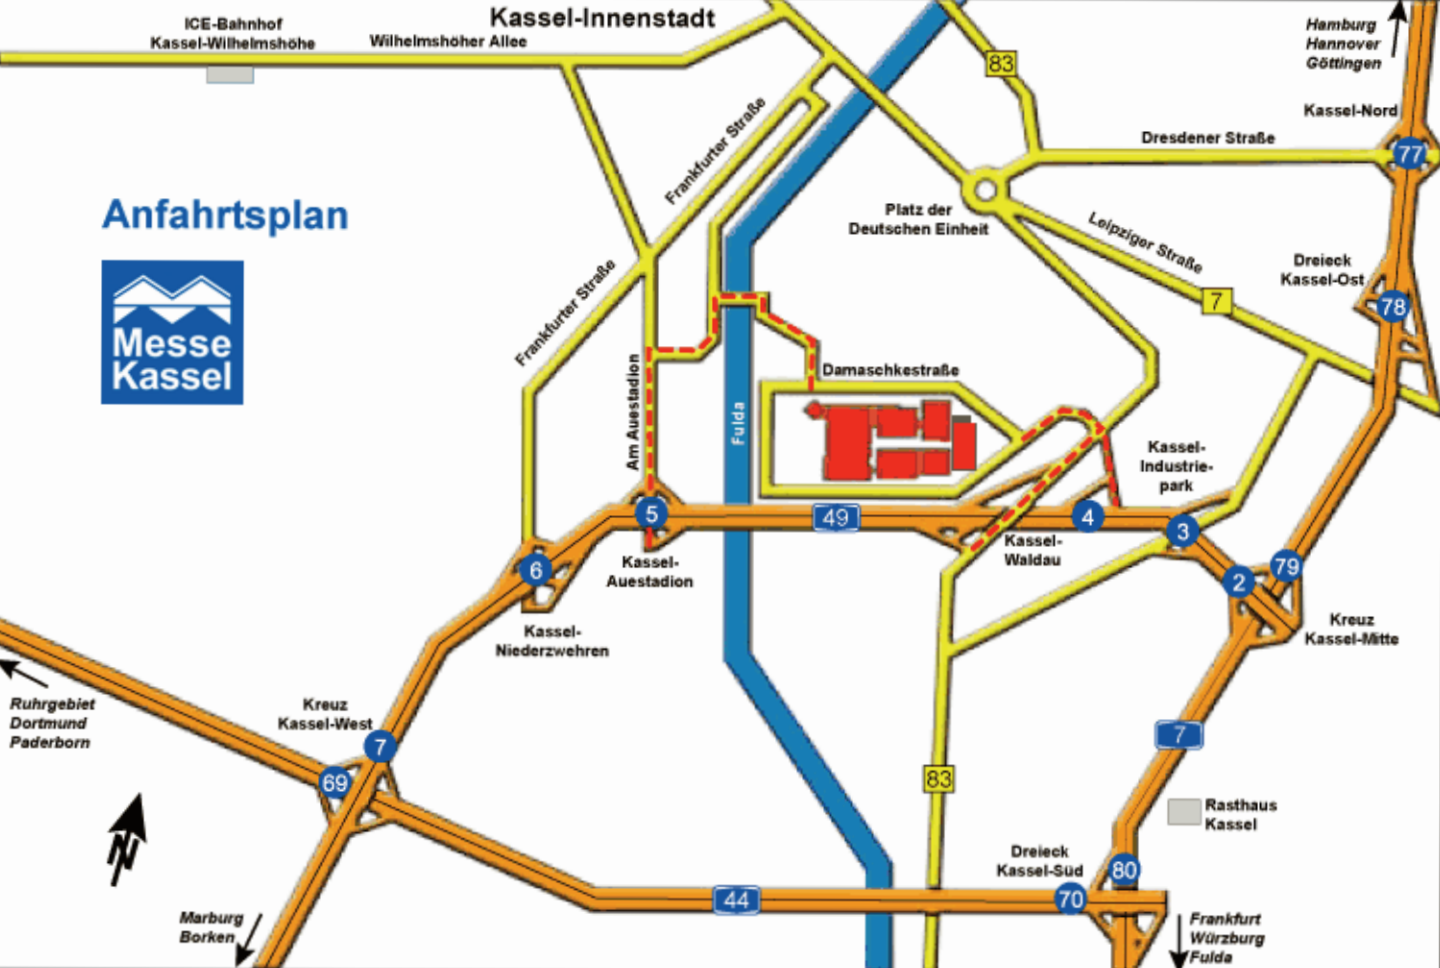 Kassel-Innenstadt
ICE-Bahnhof
Kassel-Wilhelmshöhe
Wilhelmshöher Allee
83
Hamburg
Hannover
Göttingen
Kassel-Nord
77
Dresdener Straße
Frankfurter Straße
Anfahrtsplan
Platz der
Deutschen Einheit
Leipziger Straße
7
Dreieck
Kassel-Ost
78
Messe
Kassel
Frankfurter Straße
Am Auestadion
Fulda
Damaschkestraße
Kassel-
Industrie-
park
5
49
4
3
Kassel-
Waldau
6
Kassel-
Auestadion
2
79
Kreuz
Kassel-Mitte
Kassel-
Niederzwehren
Ruhrgebiet
Dortmund
Paderborn
Kreuz
Kassel-West
7
69
7
83
Rasthaus
Kassel
N
Dreieck
Kassel-Süd
80
70
44
Marburg
Borken
Frankfurt
Würzburg
Fulda